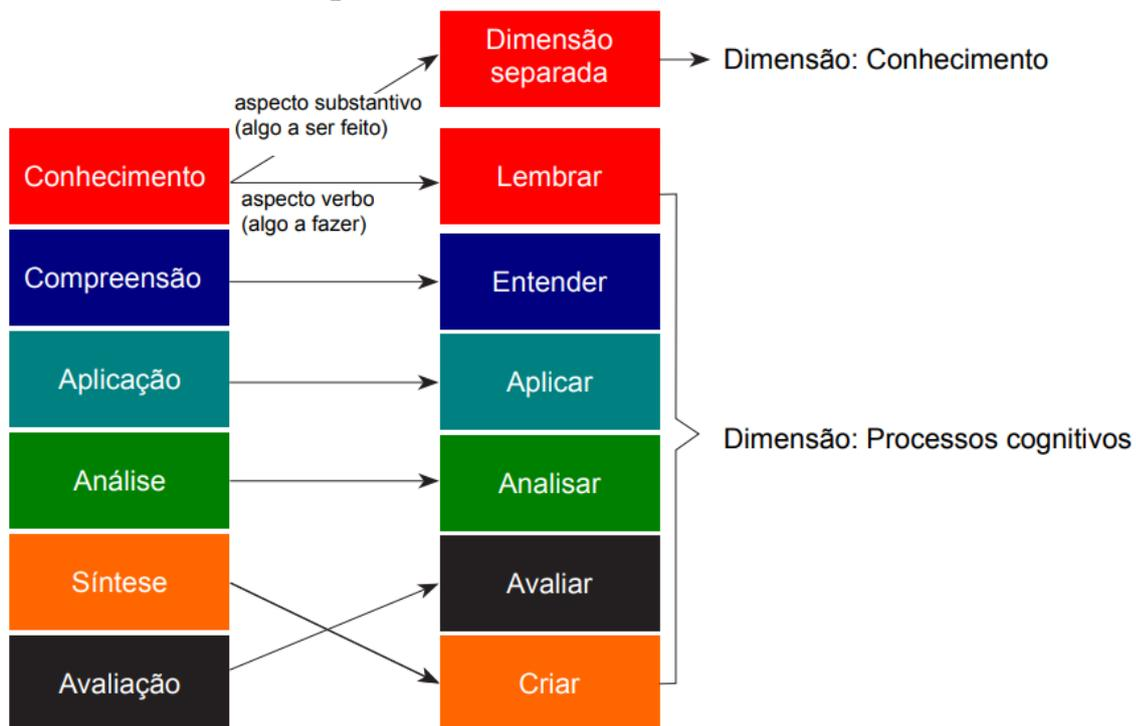 Dimensão
separada
Dimensão: Conhecimento
aspecto substantivo
(algo a ser feito)
Conhecimento
Lembrar
aspecto verbo
(algo a fazer)
Compreensão
Entender
Aplicação
Aplicar
Dimensão: Processos cognitivos
Análise
Analisar
Síntese
Avaliar
Avaliação
Criar